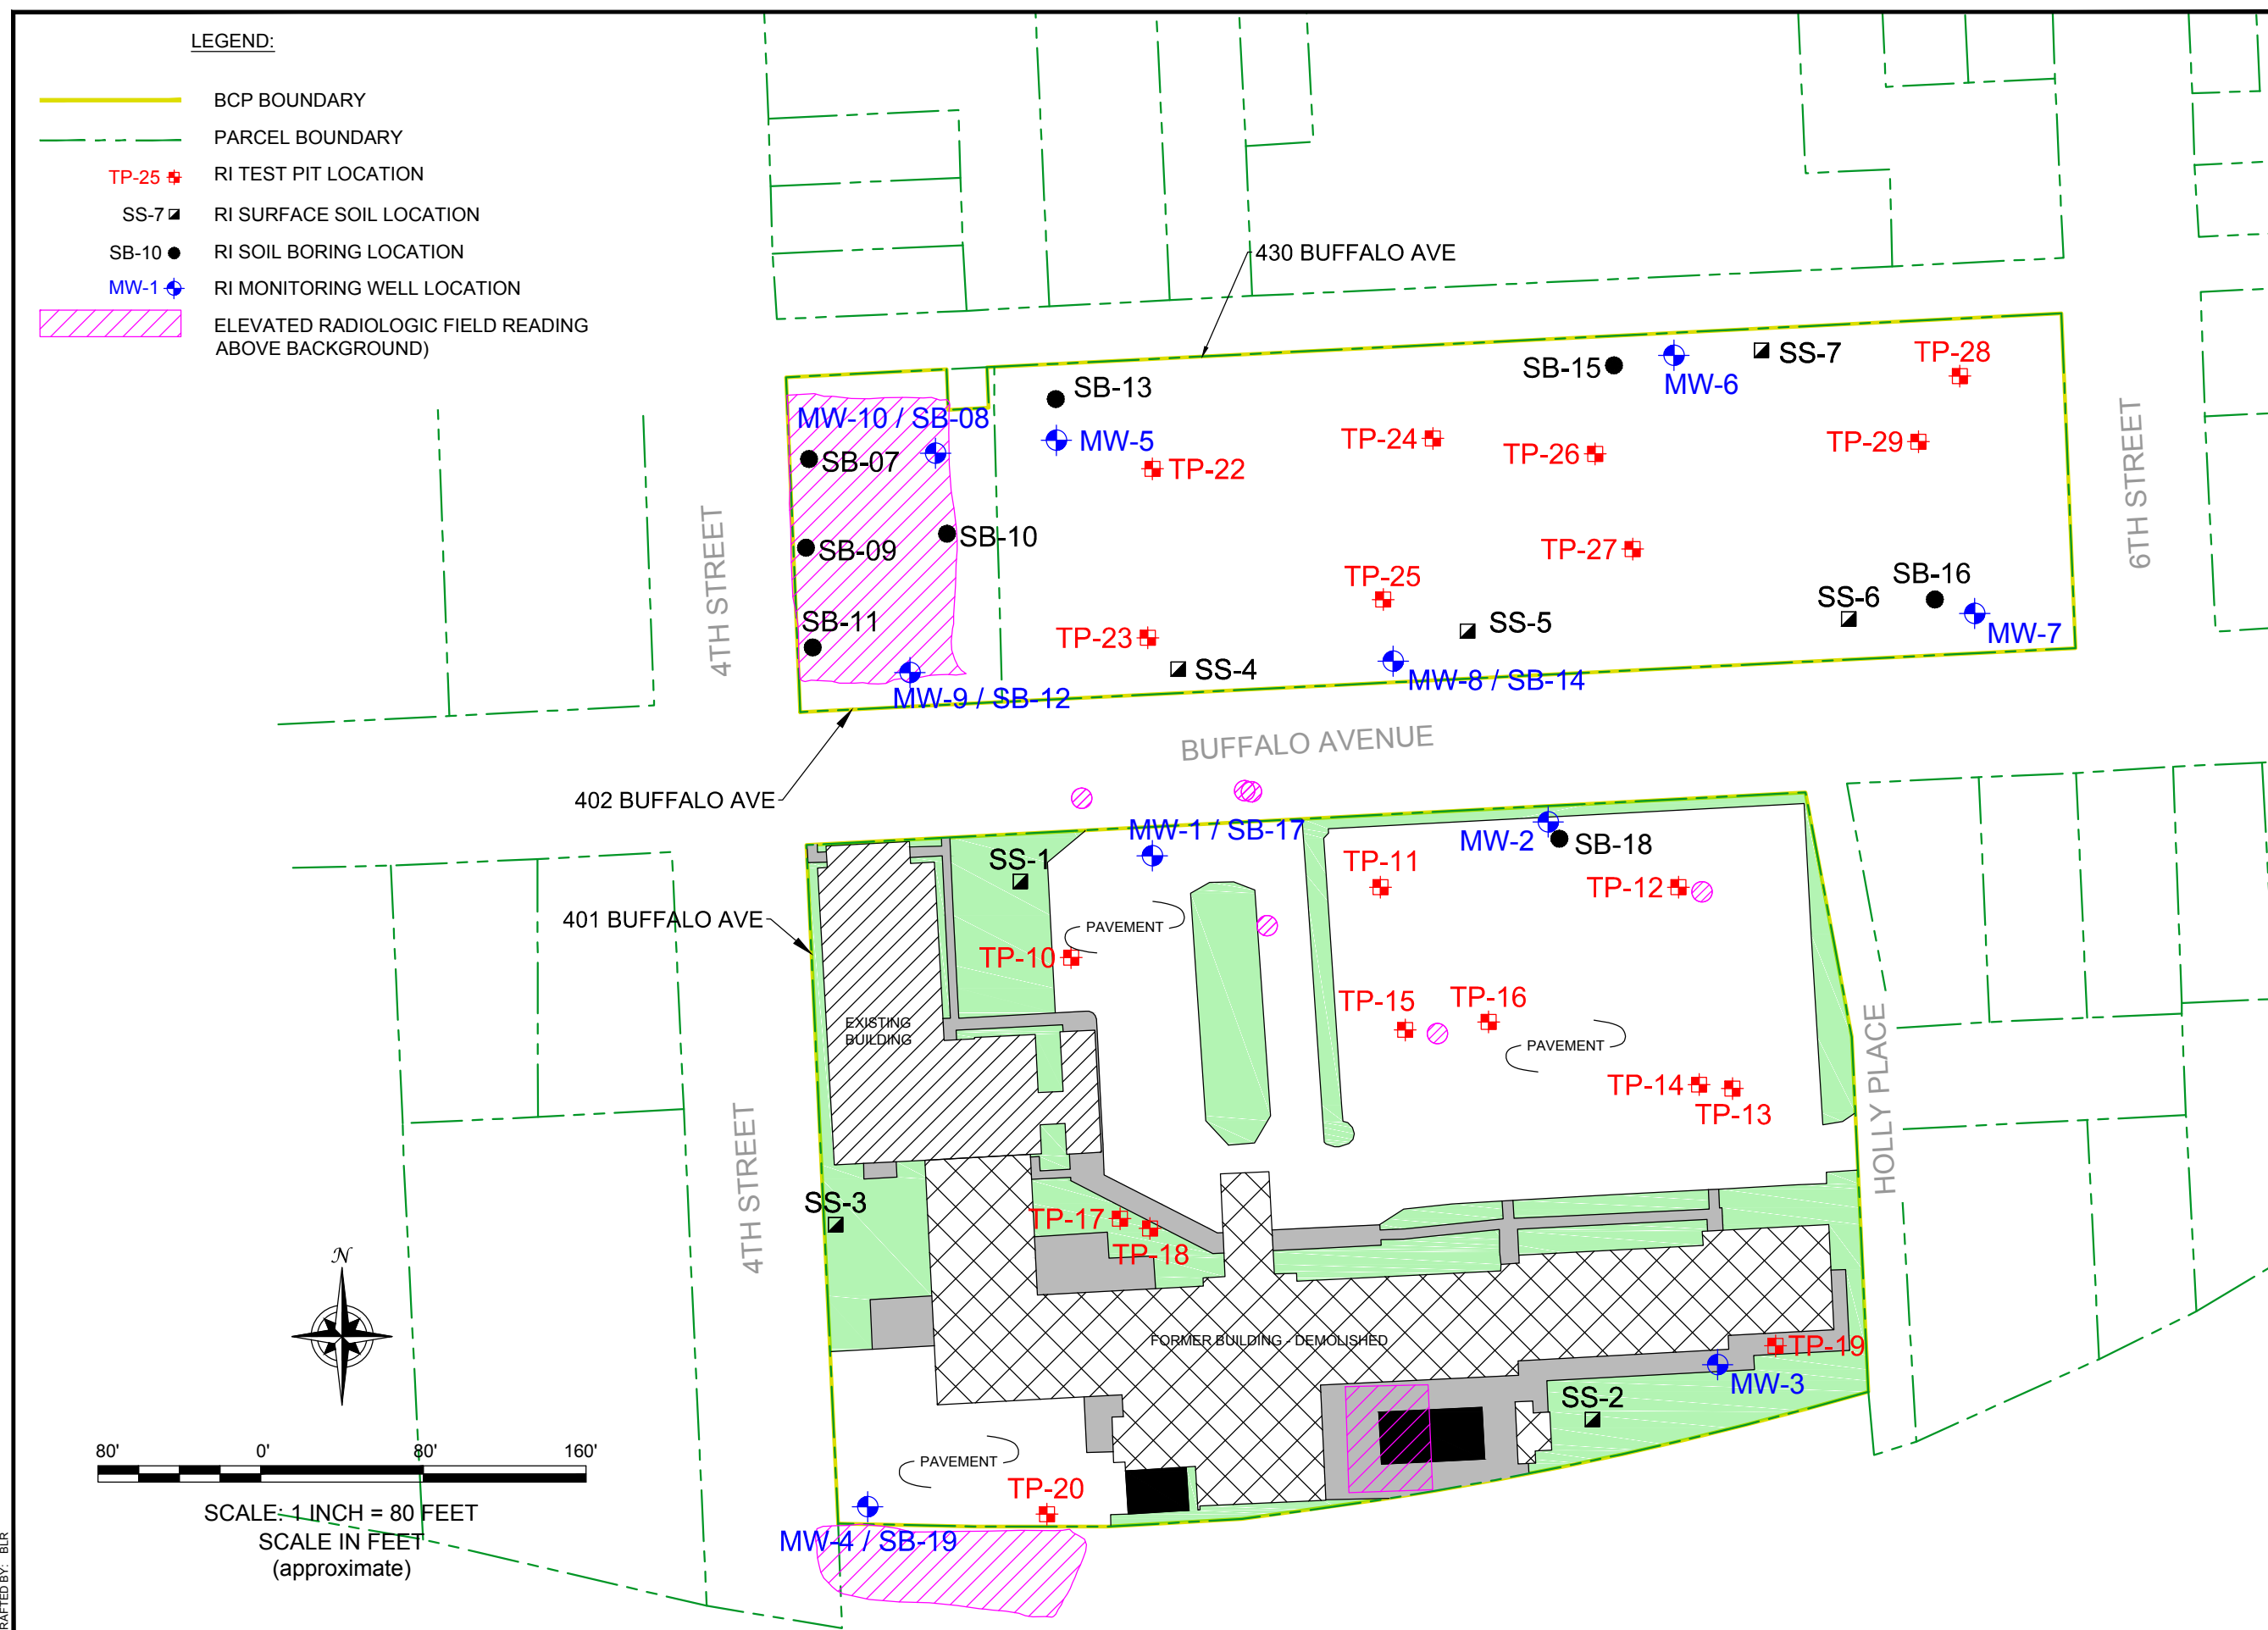 LEGEND:
BCP BOUNDARY
PARCEL BOUNDARY
TP-25 RI TEST PIT LOCATION
SS-7 RI SURFACE SOIL LOCATION
SB-10 RI SOIL BORING LOCATION
MW-1 RI MONITORING WELL LOCATION
ELEVATED RADIOLOGIC FIELD READING
ABOVE BACKGROUND)
430 BUFFALO AVE
SB-15
MW-6
SS-7
TP-28
SB-13
MW-10 / SB-08
MW-5
TP-24
TP-26
TP-29
SB-07
TP-22
6TH STREET
4TH STREET
SB-09
SB-10
TP-27
TP-25
SB-16
SS-6
SB-11
TP-23
SS-5
MW-7
SS-4
MW-8 / SB-14
MW-9 / SB-12
BUFFALO AVENUE
402 BUFFALO AVE
MW-1 / SB-17
MW-2
SB-18
SS-1
TP-11
TP-12
401 BUFFALO AVE
PAVEMENT
TP-10
TP-15
TP-16
EXISTING
BUILDING
PAVEMENT
TP-14
TP-13
HOLLY PLACE
4TH STREET
SS-3
TP-17
TP-18
N
FORMER BUILDING - DEMOLISHED
TP-19
MW-3
SS-2
80' 0' 80' 160'
PAVEMENT
TP-20
SCALE: 1 INCH = 80 FEET
SCALE IN FEET
(approximate)
MW-4 / SB-19
RAFTED BY: BLR